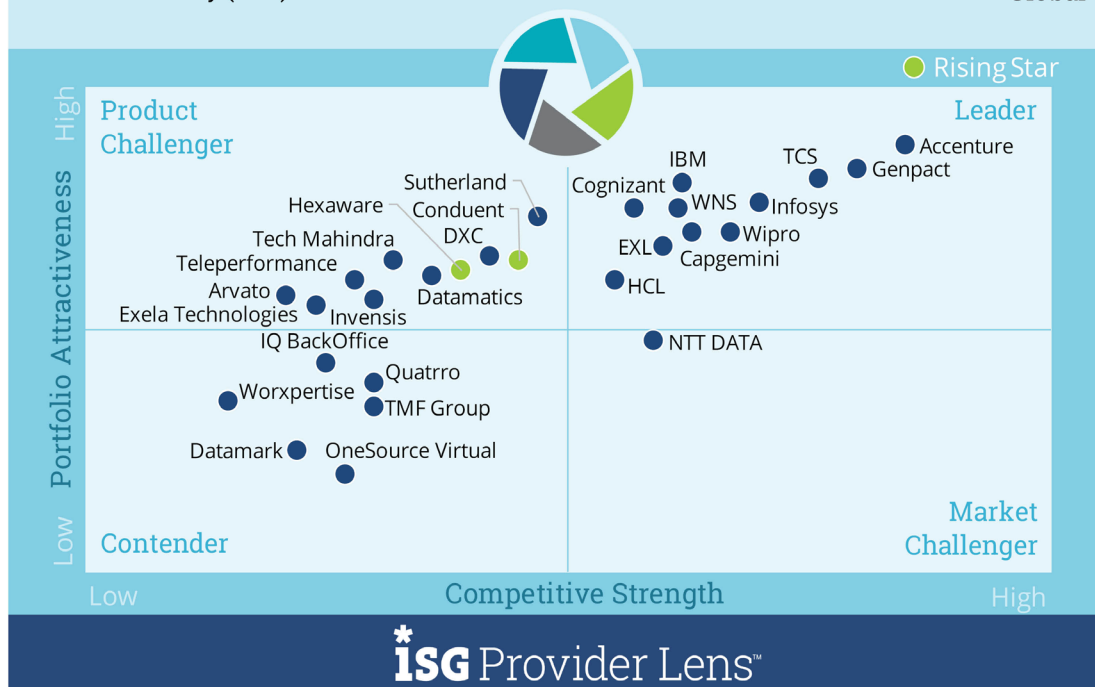 Rising Star
High
Product
Challenger
Leader
Accenture
TCS
Genpact
IBM
Cognizant
Sutherland
WNS
Infosys
Hexaware
Conduent
Wipro
DXC
Tech Mahindra
EXL
Capgemini
Teleperformance
HCL
Arvato
Datamatics
Exela Technologies
Invensis
IQ BackOffice
NTT DATA
Quatrro
Worxpertise
TMF Group
Datamark
OneSource Virtual
Portfolio Attractiveness
Market
Challenger
Contender
Low
Low
Competitive Strength
High
ISG Provider Lens™